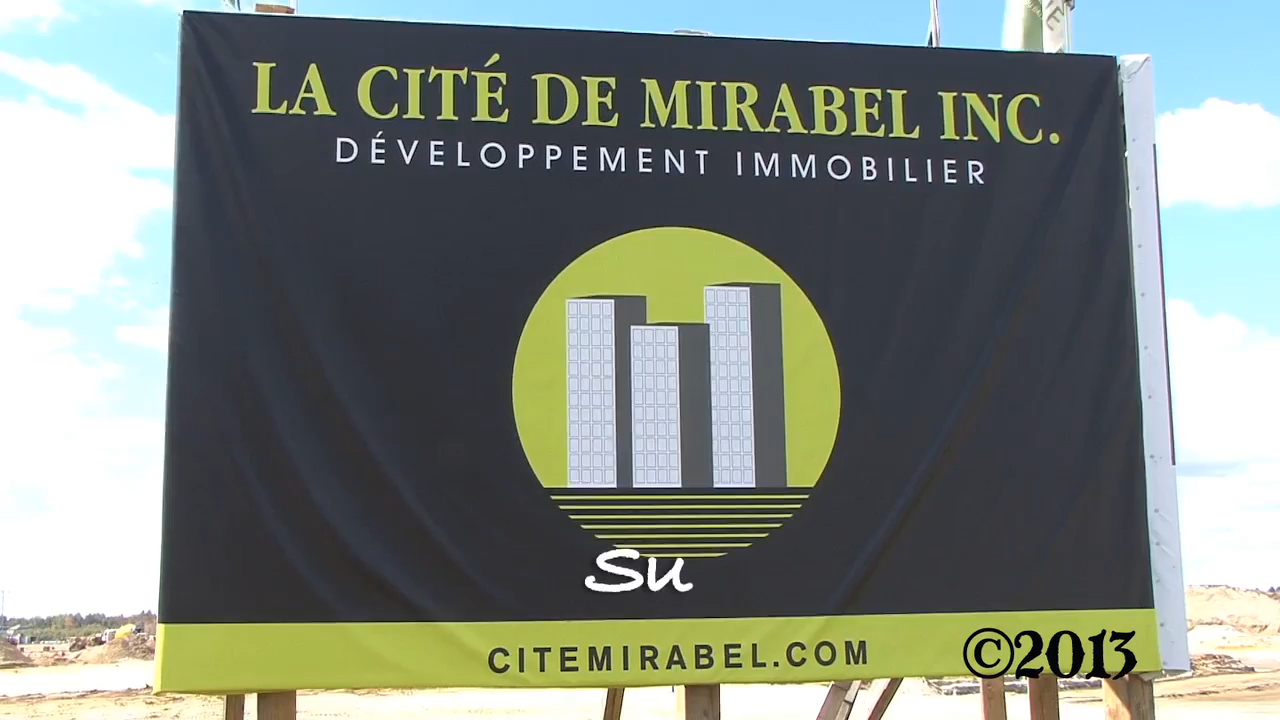 LA CITÉ DE MIRABEL INC.
DÉVELOPPEMENT IMMOBILIER
Su
CITEMIRABEL.COM
©2013